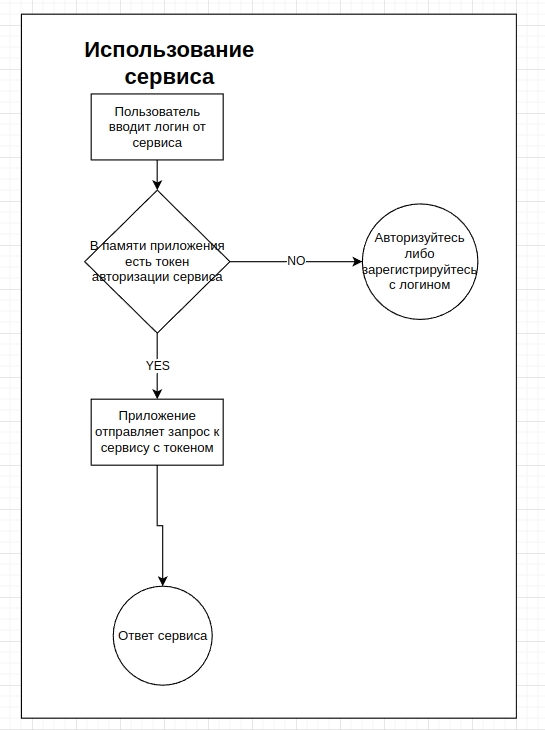 Использование
сервиса
Пользователь
вводит логин от
сервиса
В памяти приложения
есть токен
авторизации сервиса
NO
Авторизуйтесь
либо
зарегистрируйтесь
с логином
YES
Приложение
отправляет запрос к
сервису с токеном
Ответ сервиса